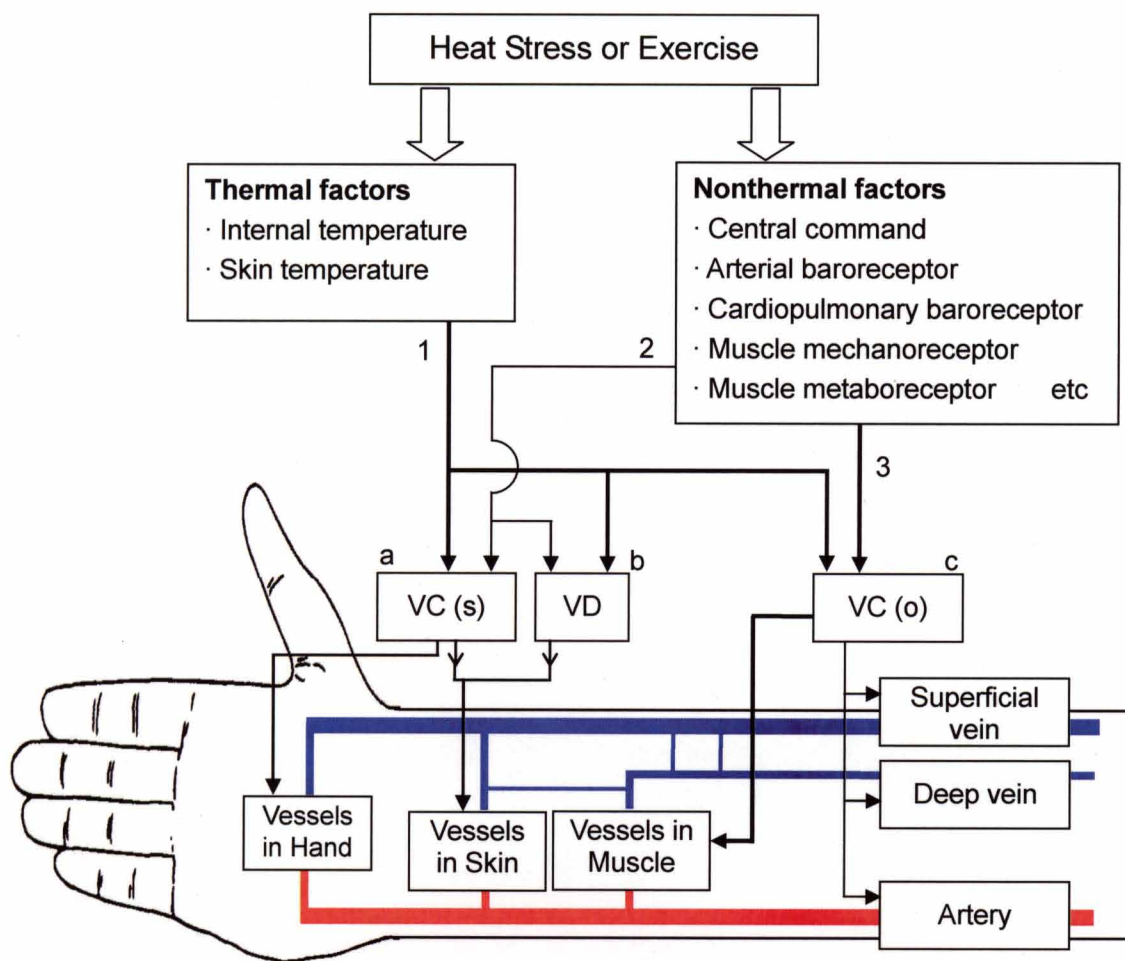 Heat Stress or Exercise
Thermal factors
· Internal temperature
· Skin temperature
Nonthermal factors
· Central command
· Arterial baroreceptor
· Cardiopulmonary baroreceptor
· Muscle mechanoreceptor
· Muscle metaboreceptor etc
1
2
3
a
b
c
VC (s)
VD
VC (o)
Superficial
vein
Deep vein
Vessels
in Hand
Vessels
in Skin
Vessels in
Muscle
Artery